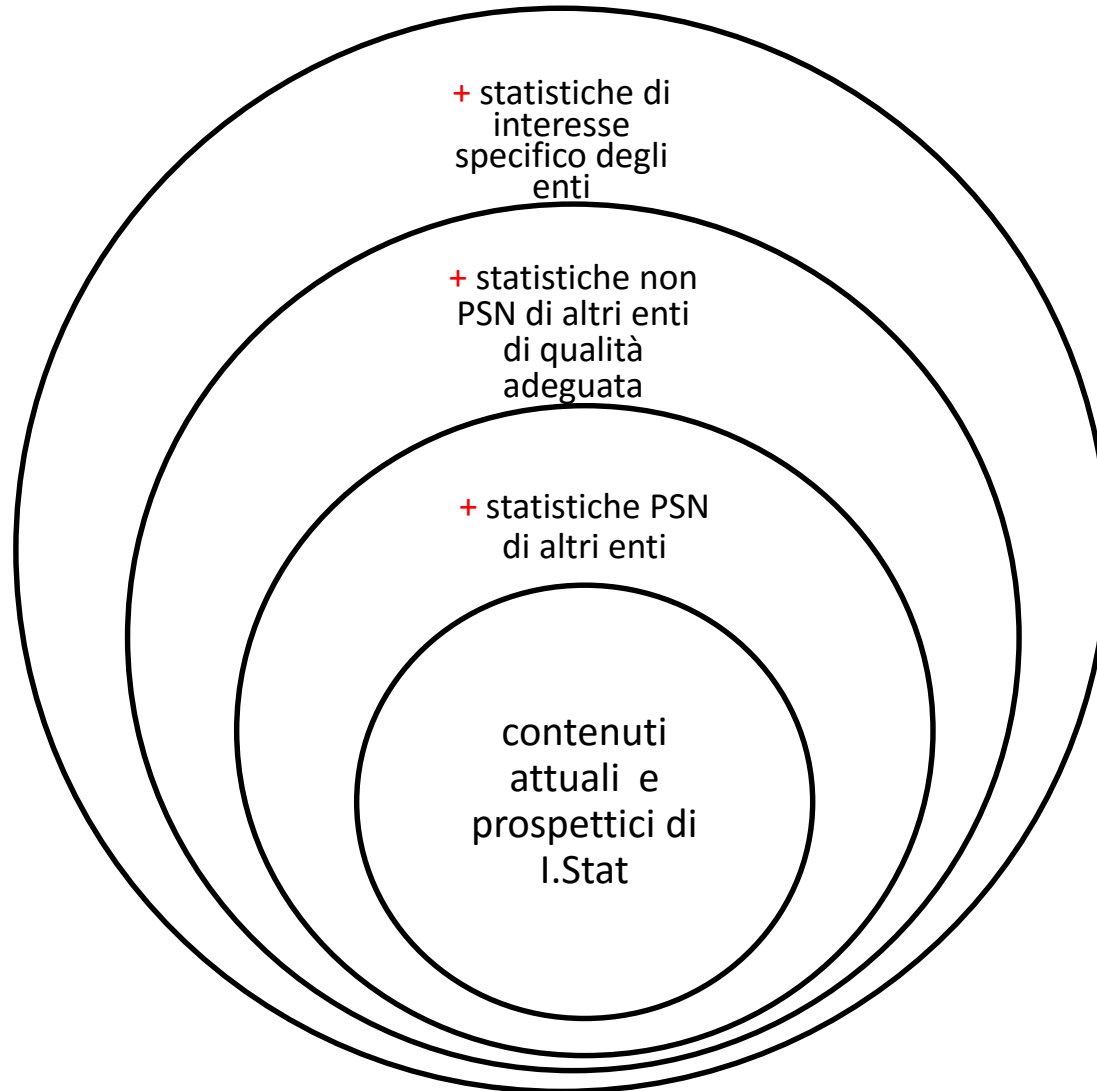 + statistiche di
interesse
specifico degli
enti
+ statistiche non
PSN di altri enti
di qualità
adeguata
+ statistiche PSN
di altri enti
contenuti
attuali e
prospettici di
I.Stat